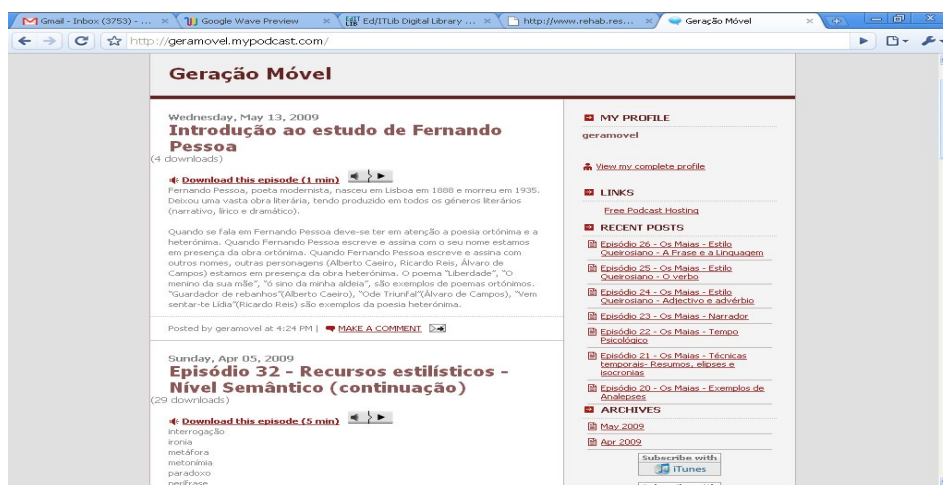 Gmail - Inbox (3753) - ...
Google Wave Preview
Ed/ITLib Digital Library ...
http://www.rehab.res...
Geração Móvel
http://geramovel.mypodcast.com/
Geração Móvel
Wednesday, May 13, 2009
Introdução ao estudo de Fernando
Pessoa
(4 downloads)
Download this episode (1 min)
Fernando Pessoa, poeta modernista, nasceu em Lisboa em 1888 e morreu em 1935.
Deixou uma vasta obra literária, tendo produzido em todos os géneros literários
(narrativo, lírico e dramático).
Quando se fala em Fernando Pessoa deve-se ter em atenção a poesia ortónima e a
heterónima. Quando Fernando Pessoa escreve e assina com o seu nome estamos
em presença da obra ortónima. Quando Fernando Pessoa escreve e assina com
outros nomes, outras personagens (Alberto Caeiro, Ricardo Reis, Álvaro de
Campos) estamos em presença da obra heterónima. O poema "Liberdade", "O
menino da sua mãe", "ó sino da minha aldeia", são exemplos de poemas ortónimos.
"Guardador de rebanhos"(Alberto Caeiro), "Ode Triunfal"(Álvaro de Campos), "Vem
sentar-te Lídia"(Ricardo Reis) são exemplos da poesia heterónima.
Posted by geramovel at 4:24 PM | MAKE A COMMENT
Sunday, Apr 05, 2009
Episódio 32 - Recursos estilísticos -
Nível Semântico (continuação)
(29 downloads)
Download this episode (5 min)
interrogação
ironia
metáfora
metonímia
paradoxo
perífrase
MY PROFILE
geramovel
View my complete profile
LINKS
Free Podcast Hosting
RECENT POSTS
Episódio 26 - Os Maias - Estilo
Queirosiano - A Frase e a Linguagem
Episódio 25 - Os Maias - Estilo
Queirosiano - O verbo
Episódio 24 - Os Maias - Estilo
Queirosiano - Adjectivo e advérbio
Episódio 23 - Os Maias - Narrador
Episódio 22 - Os Maias - Tempo
Psicológico
Episódio 21 - Os Maias - Técnicas
temporais- Resumos, elipses e
isocronias
Episódio 20 - Os Maias - Exemplos de
Analepses
ARCHIVES
May 2009
Apr 2009
Subscribe with
iTunes